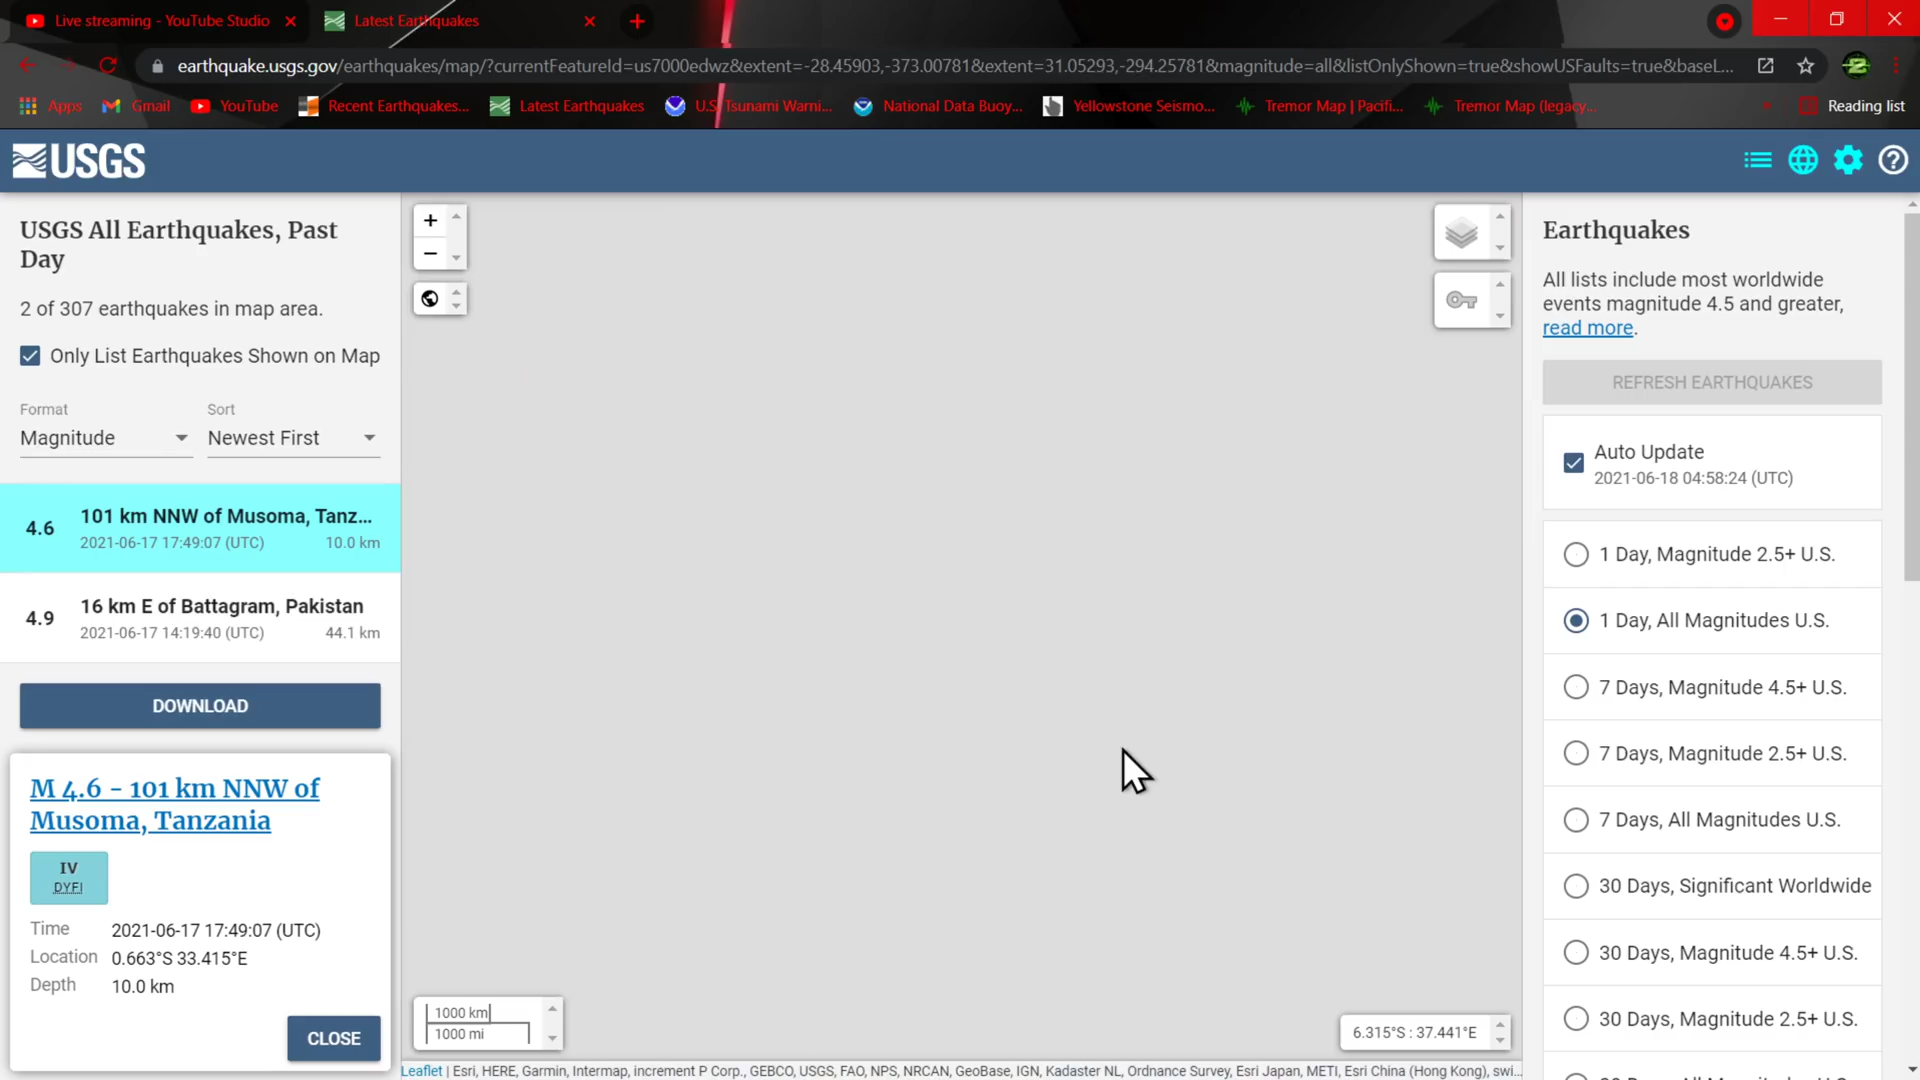 Live streaming - YouTube Studio
Latest Earthquakes
earthquake.usgs.gov/earthquakes/map/?currentFeatureId=us7000edwz&extent=-28.45903,-373.00781&extent=31.05293,-294.25781&magnitude=all&listOnlyShown=true&showUSFaults=true&baseL...
Apps
Gmail
YouTube
Recent Earthquakes...
Latest Earthquakes
U.S. Tsunami Warni...
National Data Buoy...
Yellowstone Seismo...
Tremor Map | Pacifi...
Tremor Map (legacy...
Reading list
USGS
USGS All Earthquakes, Past
Day
2 of 307 earthquakes in map area.
Only List Earthquakes Shown on Map
Format
Sort
Magnitude
Newest First
4.6
101 km NNW of Musoma, Tanz...
2021-06-17 17:49:07 (UTC)
10.0 km
4.9
16 km E of Battagram, Pakistan
2021-06-17 14:19:40 (UTC)
44.1 km
DOWNLOAD
M 4.6 - 101 km NNW of
Musoma, Tanzania
IV
DYFI
Time 2021-06-17 17:49:07 (UTC)
Location 0.663°S 33.415°E
Depth 10.0 km
CLOSE
+
−
1000 km
1000 mi
6.315°S : 37.441°E
Leaflet | Esri, HERE, Garmin, Intermap, increment P Corp., GEBCO, USGS, FAO, NPS, NRCAN, GeoBase, IGN, Kadaster NL, Ordnance Survey, Esri Japan, METI, Esri China (Hong Kong), swi...
Earthquakes
All lists include most worldwide
events magnitude 4.5 and greater,
read more.
REFRESH EARTHQUAKES
Auto Update
2021-06-18 04:58:24 (UTC)
1 Day, Magnitude 2.5+ U.S.
1 Day, All Magnitudes U.S.
7 Days, Magnitude 4.5+ U.S.
7 Days, Magnitude 2.5+ U.S.
7 Days, All Magnitudes U.S.
30 Days, Significant Worldwide
30 Days, Magnitude 4.5+ U.S.
30 Days, Magnitude 2.5+ U.S.